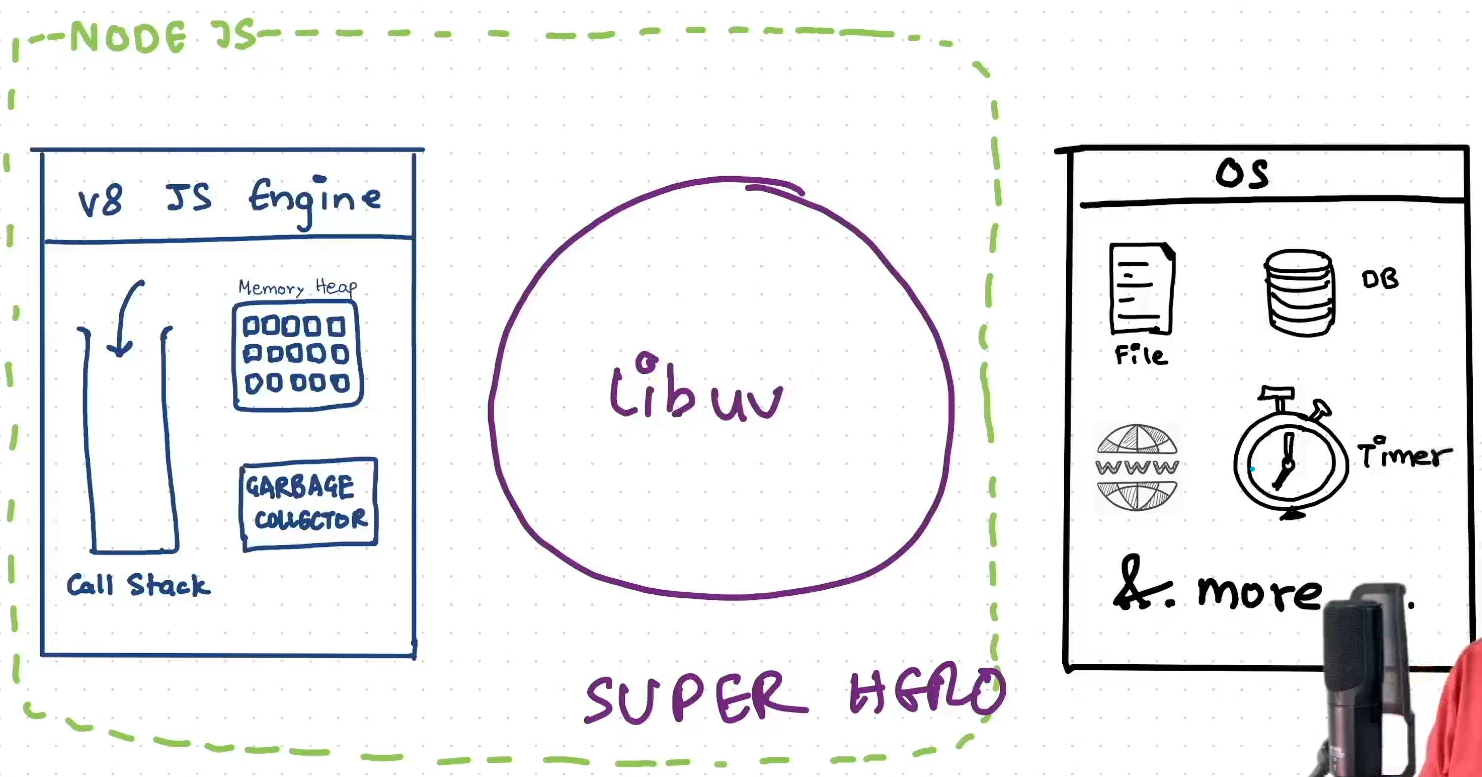 NODE JS
V8 JS Engine
Memory Heap
GARBAGE
COLLECTOR
Call Stack
Libuv
SUPER HERO
OS
File
DB
WWW
Timer
&. more